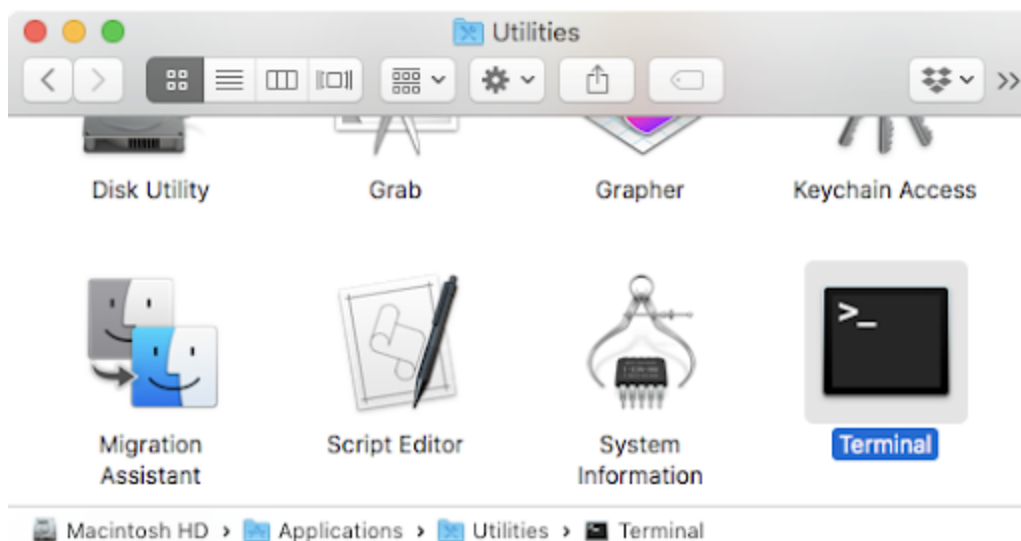 Utilities
Disk Utility
Grab
Grapher
Keychain Access
Migration
Assistant
Script Editor
System
Information
>_
Terminal
Macintosh HD › Applications › Utilities › Terminal